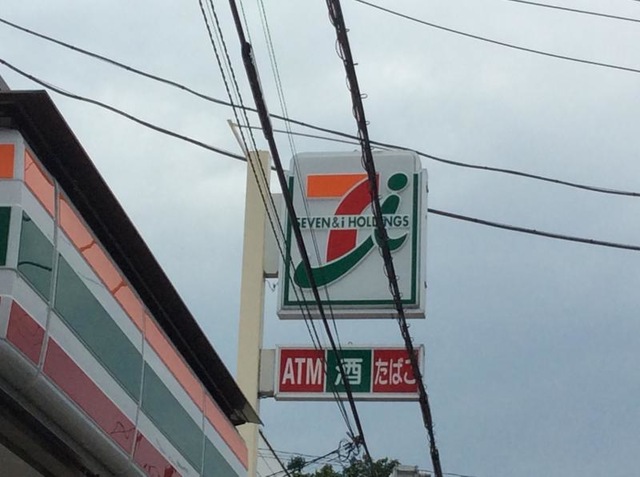 SEVEN&i HOLDINGS
ATM 酒 たばこ